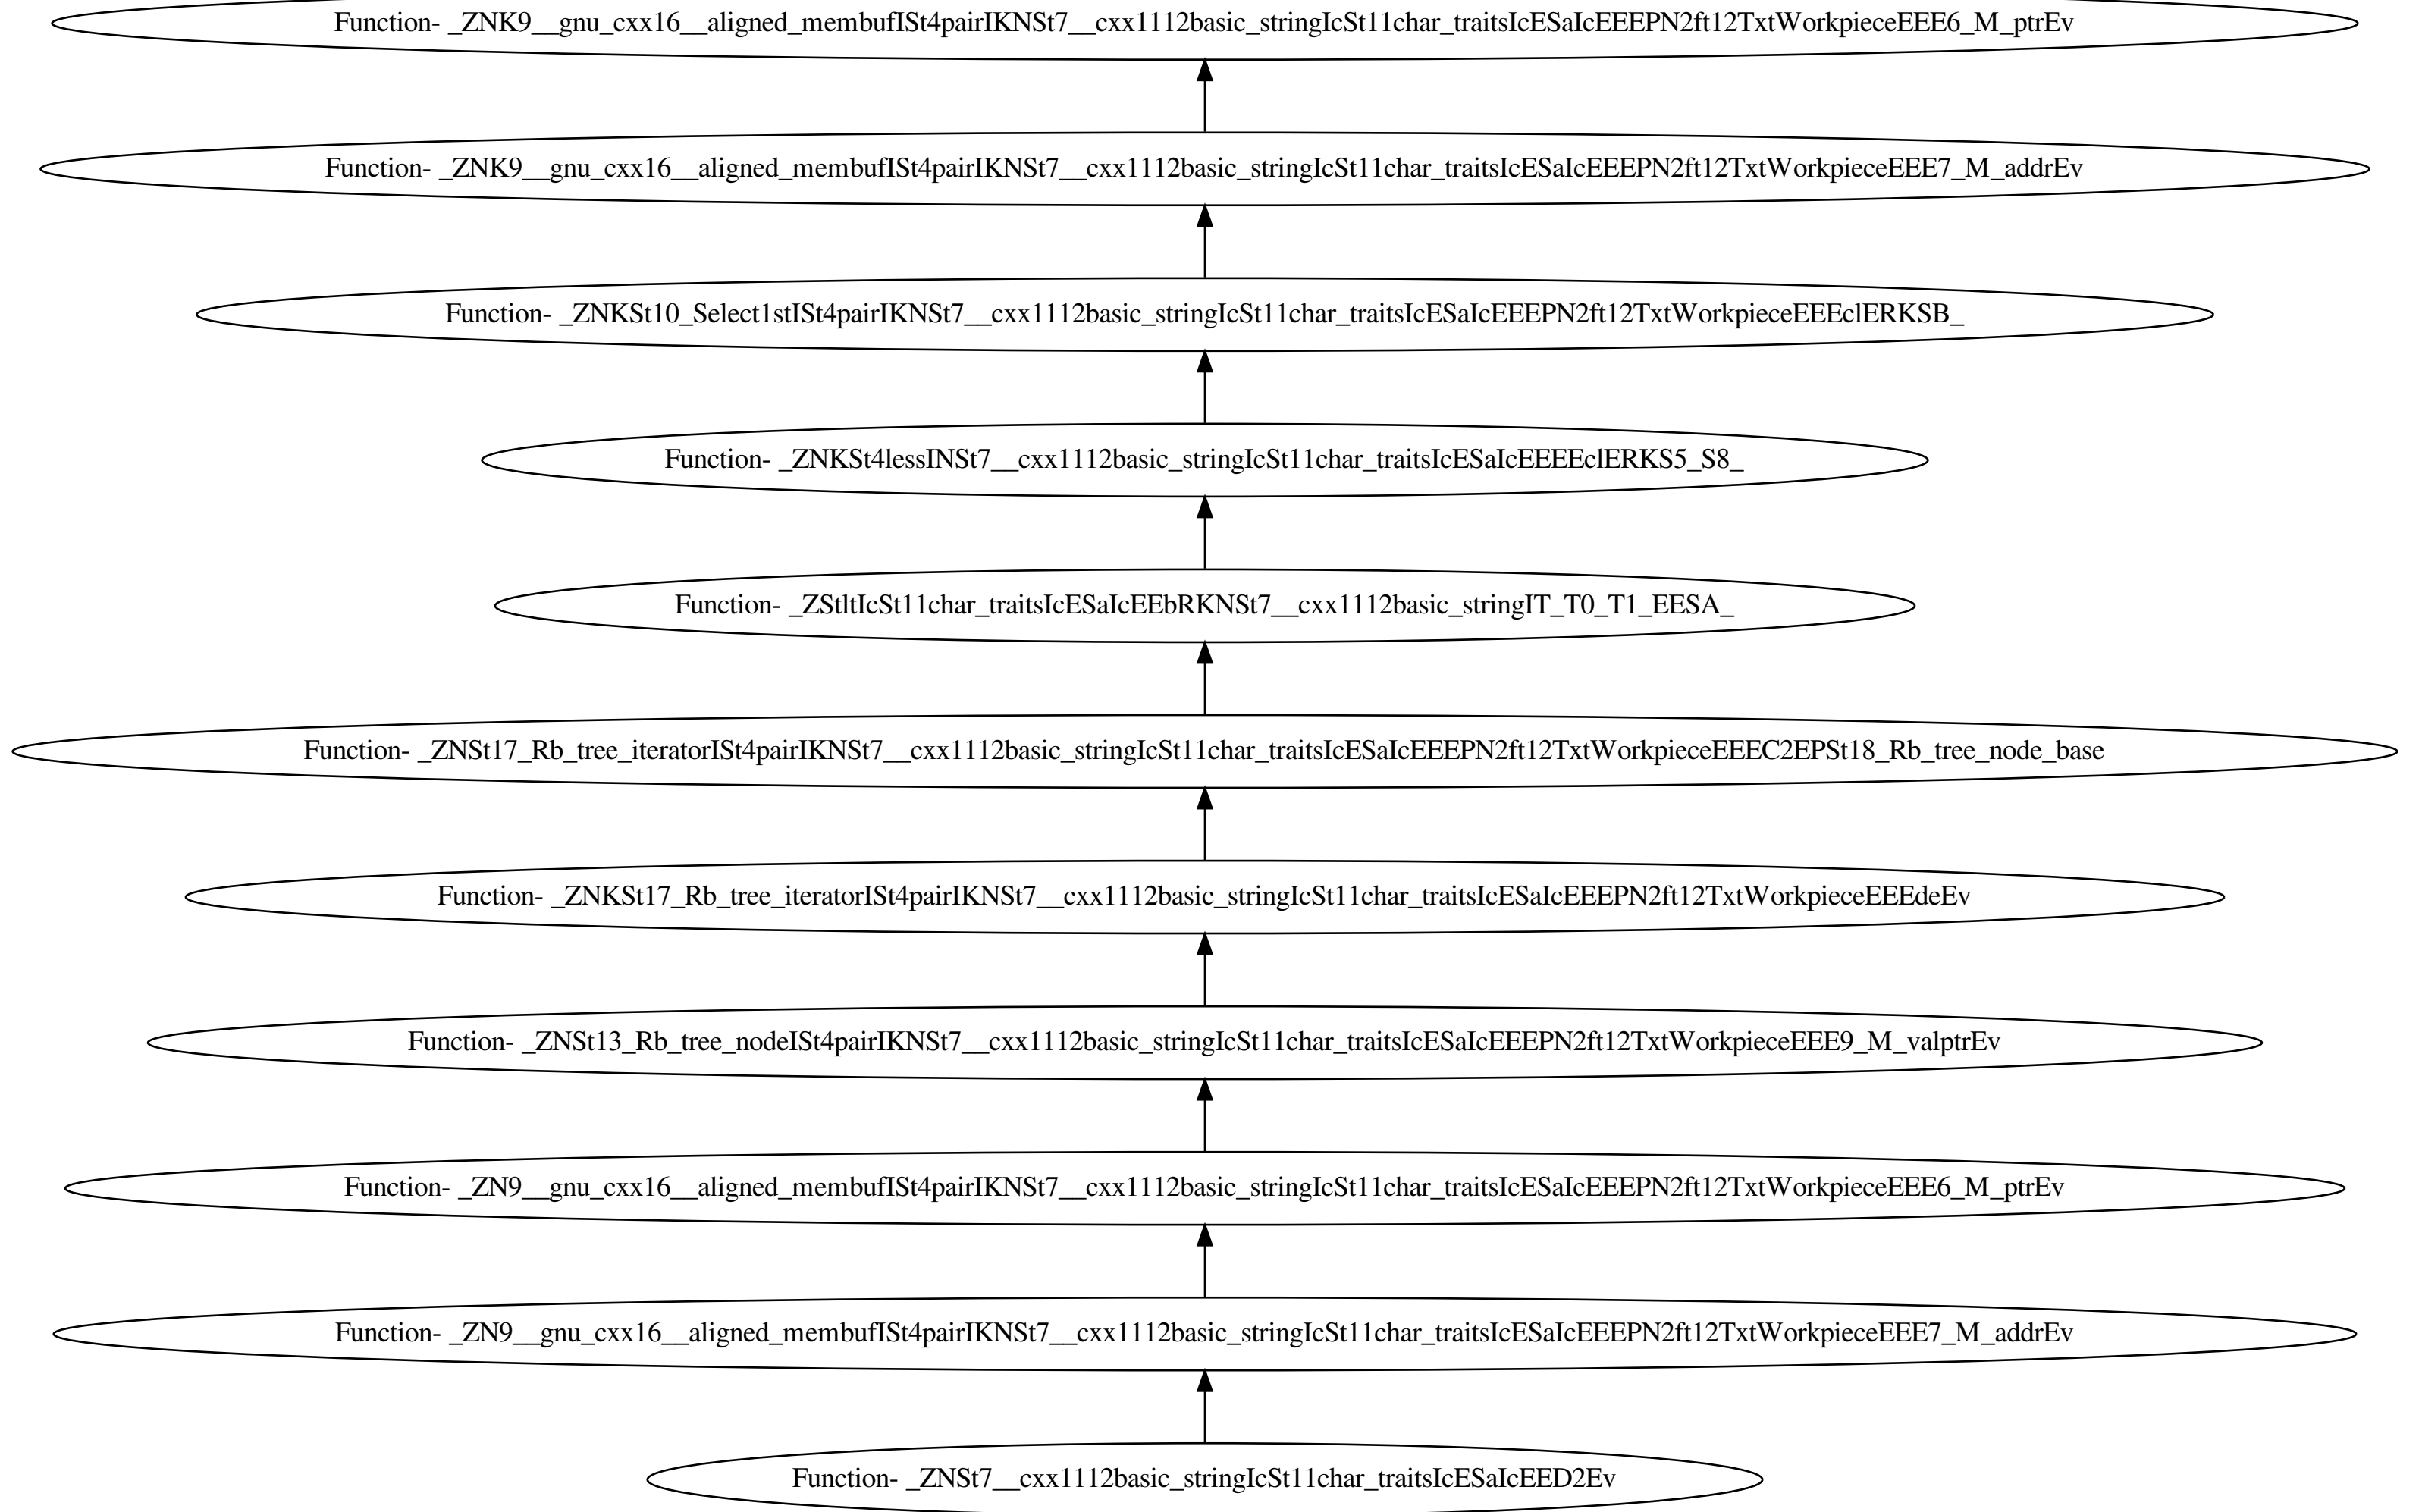 Function- _ZNK9__gnu_cxx16__aligned_membufISt4pairIKNSt7__cxx1112basic_stringIcSt11char_traitsIcESaIcEEEPN2ft12TxtWorkpieceEEE6_M_ptrEv
Function- _ZNK9__gnu_cxx16__aligned_membufISt4pairIKNSt7__cxx1112basic_stringIcSt11char_traitsIcESaIcEEEPN2ft12TxtWorkpieceEEE7_M_addrEv
Function- _ZNKSt10_Select1stISt4pairIKNSt7__cxx1112basic_stringIcSt11char_traitsIcESaIcEEEPN2ft12TxtWorkpieceEEEclERKSB_
Function- _ZNKSt4lessINSt7__cxx1112basic_stringIcSt11char_traitsIcESaIcEEEEclERKS5_S8_
Function- _ZStltIcSt11char_traitsIcESaIcEEbRKNSt7__cxx1112basic_stringIT_T0_T1_EESA_
Function- _ZNSt17_Rb_tree_iteratorISt4pairIKNSt7__cxx1112basic_stringIcSt11char_traitsIcESaIcEEEPN2ft12TxtWorkpieceEEEC2EPSt18_Rb_tree_node_base
Function- _ZNKSt17_Rb_tree_iteratorISt4pairIKNSt7__cxx1112basic_stringIcSt11char_traitsIcESaIcEEEPN2ft12TxtWorkpieceEEEdeEv
Function- _ZNSt13_Rb_tree_nodeISt4pairIKNSt7__cxx1112basic_stringIcSt11char_traitsIcESaIcEEEPN2ft12TxtWorkpieceEEE9_M_valptrEv
Function- _ZN9__gnu_cxx16__aligned_membufISt4pairIKNSt7__cxx1112basic_stringIcSt11char_traitsIcESaIcEEEPN2ft12TxtWorkpieceEEE6_M_ptrEv
Function- _ZN9__gnu_cxx16__aligned_membufISt4pairIKNSt7__cxx1112basic_stringIcSt11char_traitsIcESaIcEEEPN2ft12TxtWorkpieceEEE7_M_addrEv
Function- _ZNSt7__cxx1112basic_stringIcSt11char_traitsIcESaIcEED2Ev